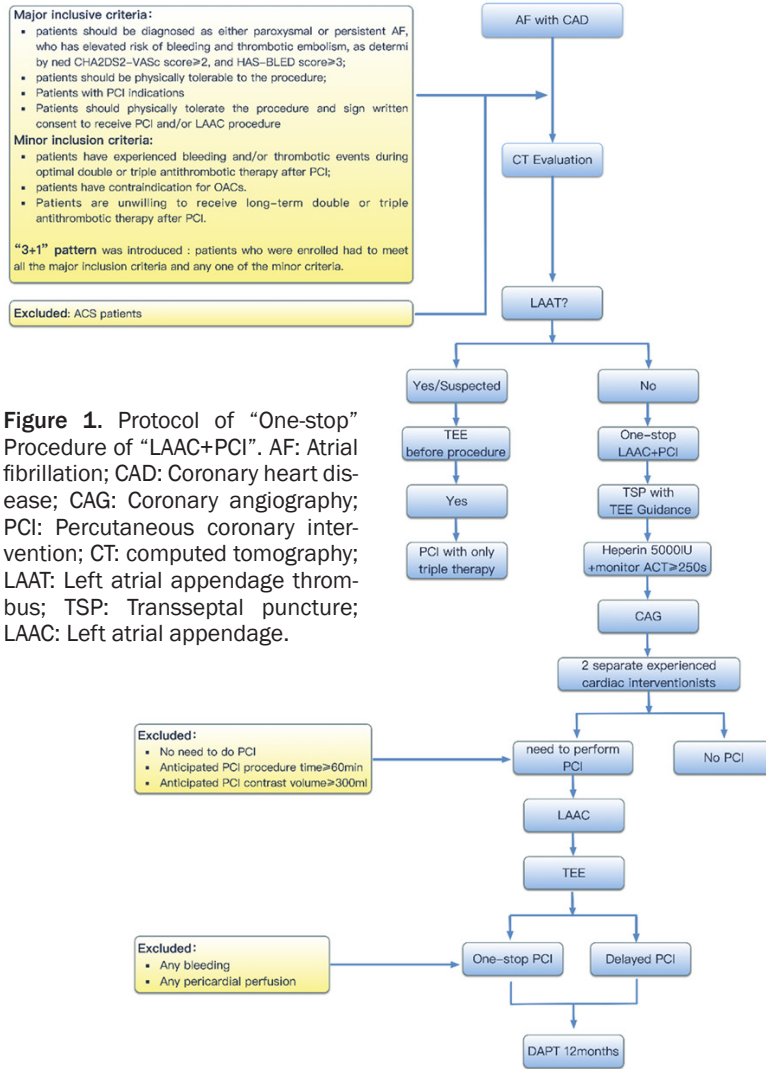 Major inclusive criteria:
▪ patients should be diagnosed as either paroxysmal or persistent AF,
who has elevated risk of bleeding and thrombotic embolism, as determi
by ned CHA2DS2-VASc score≥2, and HAS-BLED score≥3;
▪ patients should be physically tolerable to the procedure;
▪ Patients with PCI indications
▪ Patients should physically tolerate the procedure and sign written
consent to receive PCI and/or LAAC procedure
Minor inclusion criteria:
▪ patients have experienced bleeding and/or thrombotic events during
optimal double or triple antithrombotic therapy after PCI;
▪ patients have contraindication for OACs.
▪ Patients are unwilling to receive long-term double or triple
antithrombotic therapy after PCI.
“3+1” pattern was introduced : patients who were enrolled had to meet
all the major inclusion criteria and any one of the minor criteria.
Excluded: ACS patients
AF with CAD
CT Evaluation
LAAT?
Yes/Suspected
No
TEE
before procedure
One-stop
LAAC+PCI
Yes
TSP with
TEE Guidance
PCI with only
triple therapy
Heperin 5000IU
+monitor ACT≥250s
CAG
2 separate experienced
cardiac interventionists
Figure 1. Protocol of “One-stop”
Procedure of “LAAC+PCI”. AF: Atrial
fibrillation; CAD: Coronary heart dis-
ease; CAG: Coronary angiography;
PCI: Percutaneous coronary inter-
vention; CT: computed tomography;
LAAT: Left atrial appendage throm-
bus; TSP: Transseptal puncture;
LAAC: Left atrial appendage.
Excluded:
▪ No need to do PCI
▪ Anticipated PCI procedure time≥60min
▪ Anticipated PCI contrast volume≥300ml
need to perform
PCI
No PCI
LAAC
TEE
Excluded:
▪ Any bleeding
▪ Any pericardial perfusion
One-stop PCI
Delayed PCI
DAPT 12months